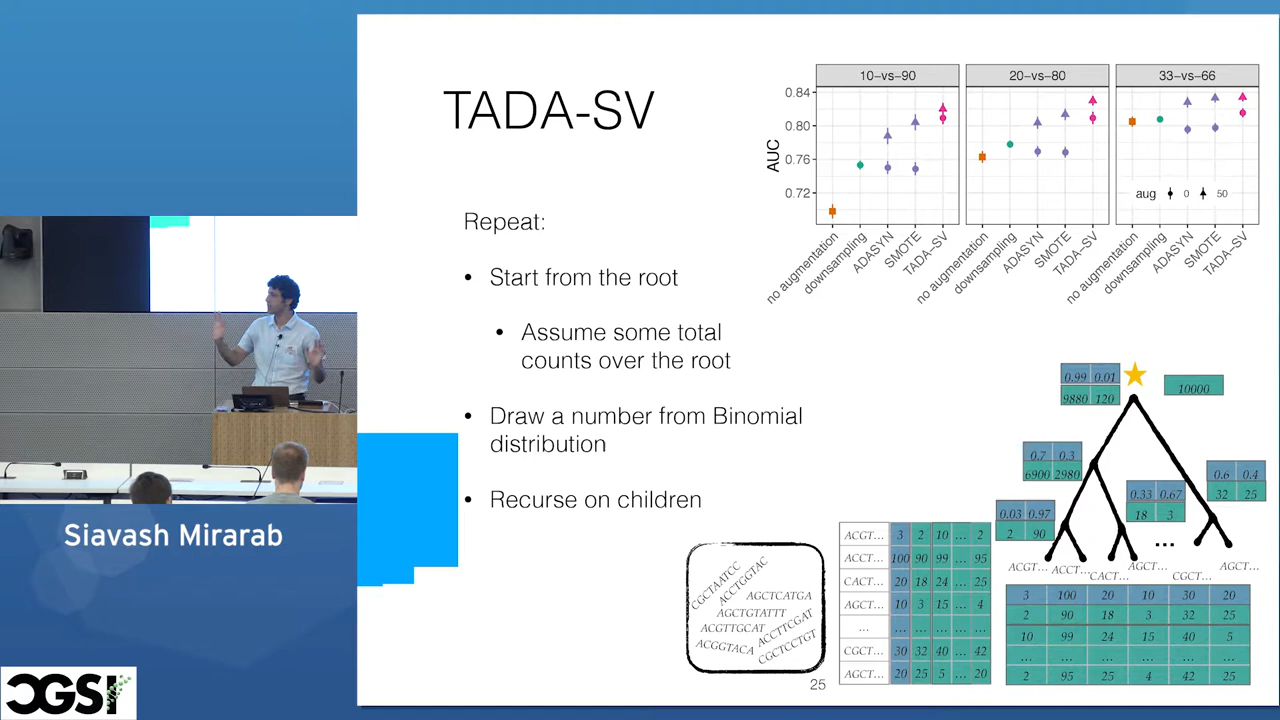 TADA-SV
10-vs-90
20-vs-80
33-vs-66
AUC
0.84
0.80
0.76
0.72
aug 0 50
no augmentation
downsampling
ADASYN
SMOTE
TADA-SV
no augmentation
downsampling
ADASYN
SMOTE
TADA-SV
no augmentation
downsampling
ADASYN
SMOTE
TADA-SV
Repeat:
• Start from the root
• Assume some total
counts over the root
• Draw a number from Binomial
distribution
• Recurse on children
0.99 0.01
9880 120
10000
0.7 0.3
6900 2980
0.6 0.4
32 25
0.33 0.67
18 3
0.03 0.97
2 90
...
ACGT...
ACCT...
CACT...
AGCT...
CGCT...
AGCT...
3 100 20 10 30 20
2 90 18 3 32 25
10 99 24 15 40 5
... ... ... ... ... ...
2 95 25 4 42 25
ACGT... 3 2 10 ... 2
ACCT... 100 90 99 ... 95
CACT... 20 18 24 ... 25
AGCT... 10 3 15 ... 4
... ... ... ... ... ...
CGCT... 30 32 40 ... 42
AGCT... 20 25 5 ... 20
CGCTAATCC
ACCTGGTAC
AGCTCATGA
AGCTGTATTT
ACGTTGCAT
ACCTTCGAT
ACGGTACA
CGCTCCTGT
25
Siavash Mirarab
CGSI